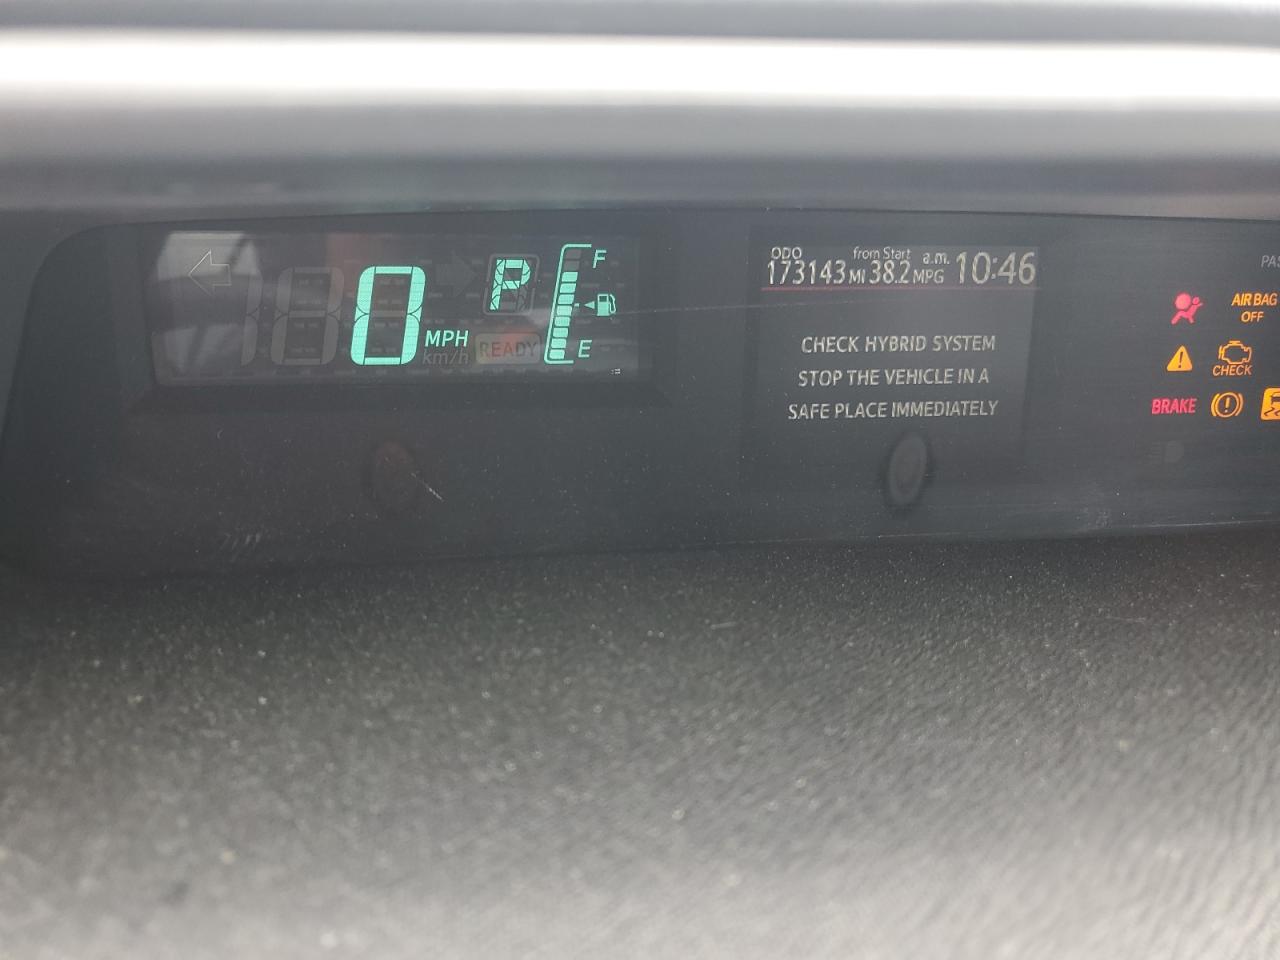 0 MPH
km/h
P
READY
F
E
ODO
173143 MI
from Start
38.2 MPG
a.m. 10:46
CHECK HYBRID SYSTEM
STOP THE VEHICLE IN A
SAFE PLACE IMMEDIATELY
AIR BAG
OFF
CHECK
BRAKE